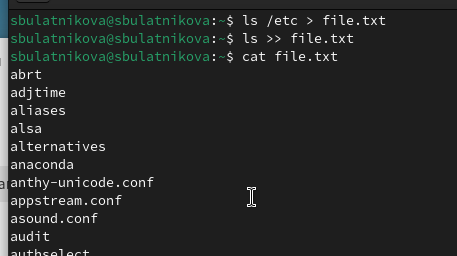 sbulatnikova@sbulatnikova:~$ ls /etc > file.txt
sbulatnikova@sbulatnikova:~$ ls >> file.txt
sbulatnikova@sbulatnikova:~$ cat file.txt
abrt
adjtime
aliases
alsa
alternatives
anaconda
anthy-unicode.conf
appstream.conf
asound.conf
audit
authselect